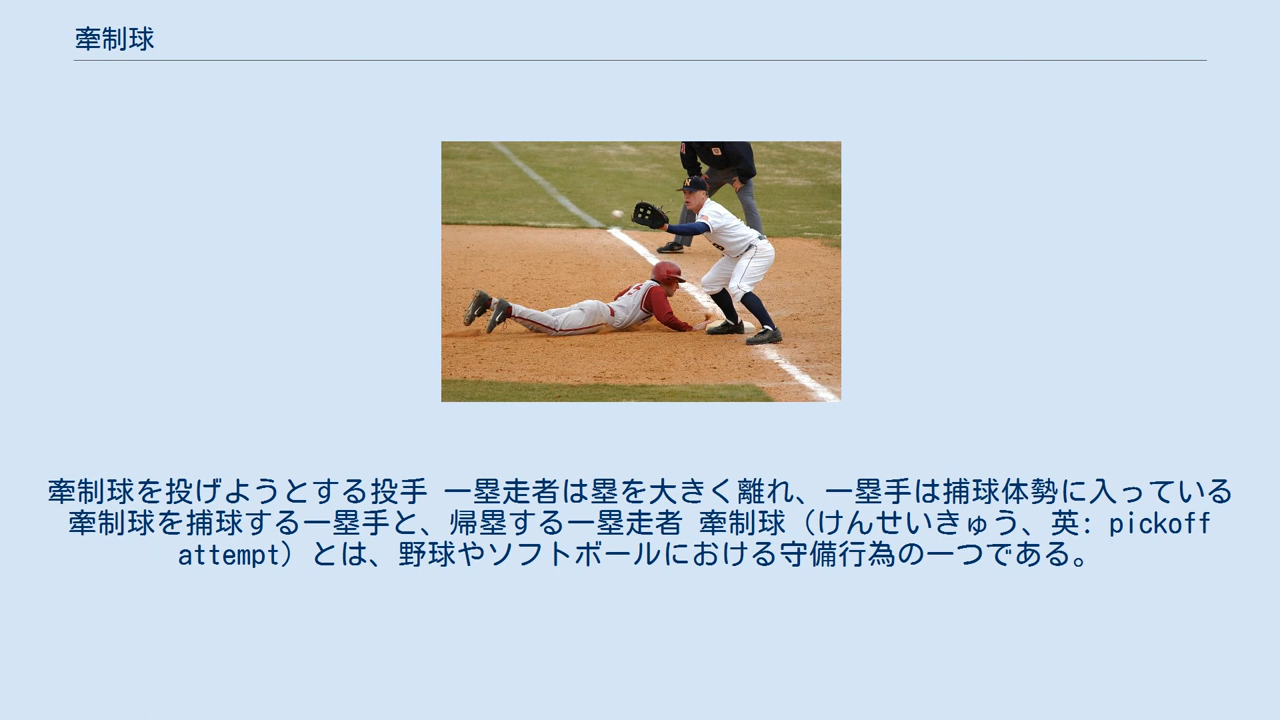 牽制球
牽制球を投げようとする投手 一塁走者は塁を大きく離れ、一塁手は捕球体勢に入っている
牽制球を捕球する一塁手と、帰塁する一塁走者 牽制球（けんせいきゅう、英: pickoff
attempt）とは、野球やソフトボールにおける守備行為の一つである。